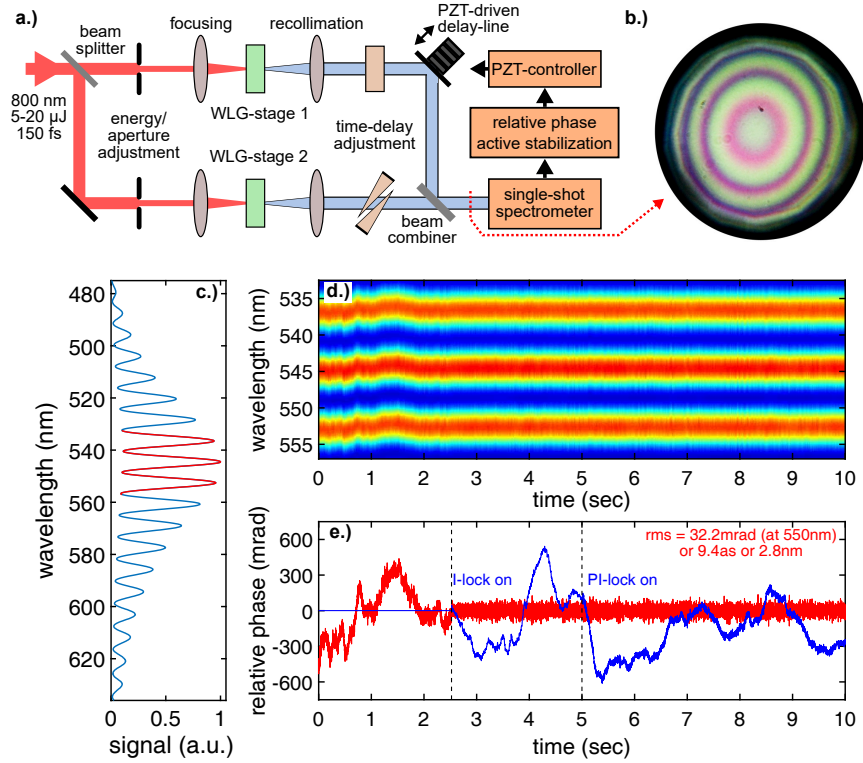 a.)
beam
splitter
focusing
recollimation
PZT-driven
delay-line
b.)
800 nm
5-20 µJ
150 fs
energy/
aperture
adjustment
WLG-stage 1
WLG-stage 2
time-delay
adjustment
beam
combiner
PZT-controller
relative phase
active stabilization
single-shot
spectrometer
c.)
480
500
520
540
560
580
600
620
wavelength (nm)
0
0.5
1
signal (a.u.)
d.)
535
540
545
550
555
wavelength (nm)
0 1 2 3 4 5 6 7 8 9 10
time (sec)
e.)
rms = 32.2mrad (at 550nm)
or 9.4as or 2.8nm
I-lock on
PI-lock on
600
300
0
-300
-600
relative phase (mrad)
0 1 2 3 4 5 6 7 8 9 10
time (sec)